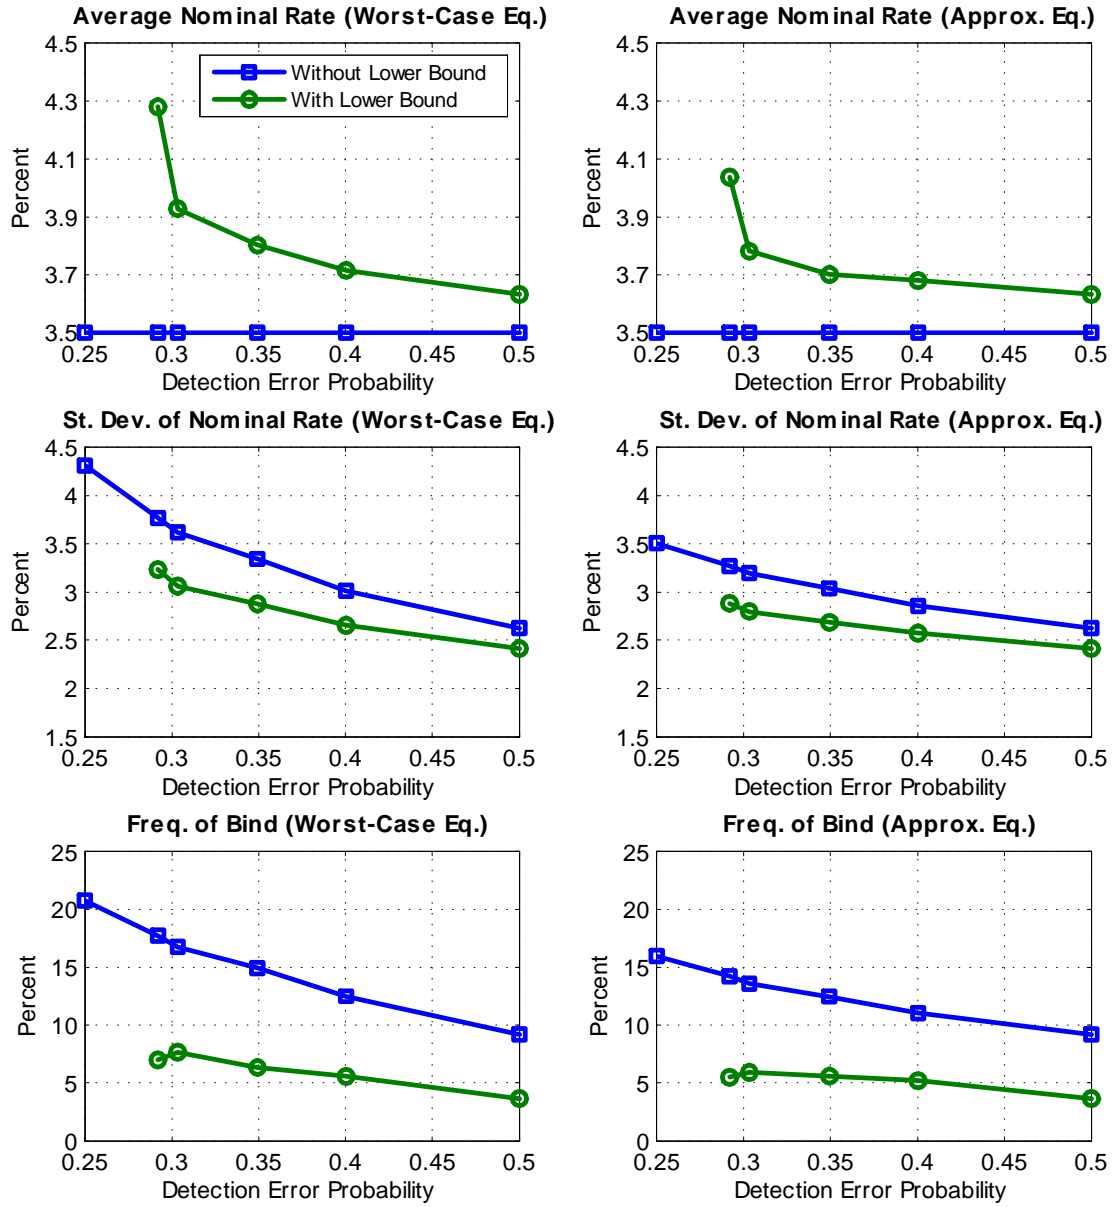 Average Nominal Rate (Worst-Case Eq.)
4.5
4.3
4.1
3.9
3.7
3.5
Percent
Without Lower Bound
With Lower Bound
0.25 0.3 0.35 0.4 0.45 0.5
Detection Error Probability
Average Nominal Rate (Approx. Eq.)
4.5
4.3
4.1
3.9
3.7
3.5
Percent
0.25 0.3 0.35 0.4 0.45 0.5
Detection Error Probability
St. Dev. of Nominal Rate (Worst-Case Eq.)
4.5
4
3.5
3
2.5
2
1.5
Percent
0.25 0.3 0.35 0.4 0.45 0.5
Detection Error Probability
St. Dev. of Nominal Rate (Approx. Eq.)
4.5
4
3.5
3
2.5
2
1.5
Percent
0.25 0.3 0.35 0.4 0.45 0.5
Detection Error Probability
Freq. of Bind (Worst-Case Eq.)
25
20
15
10
5
0
Percent
0.25 0.3 0.35 0.4 0.45 0.5
Detection Error Probability
Freq. of Bind (Approx. Eq.)
25
20
15
10
5
0
Percent
0.25 0.3 0.35 0.4 0.45 0.5
Detection Error Probability